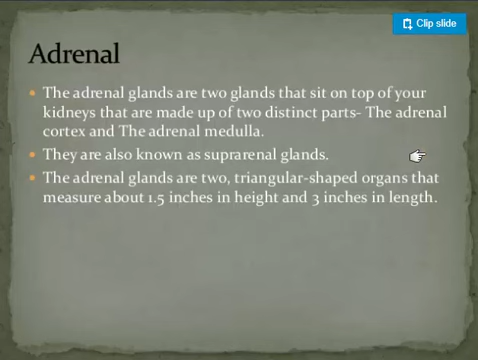 Clip slide
Adrenal
The adrenal glands are two glands that sit on top of your
kidneys that are made up of two distinct parts- The adrenal
cortex and The adrenal medulla.
They are also known as suprarenal glands.
The adrenal glands are two, triangular-shaped organs that
measure about 1.5 inches in height and 3 inches in length.